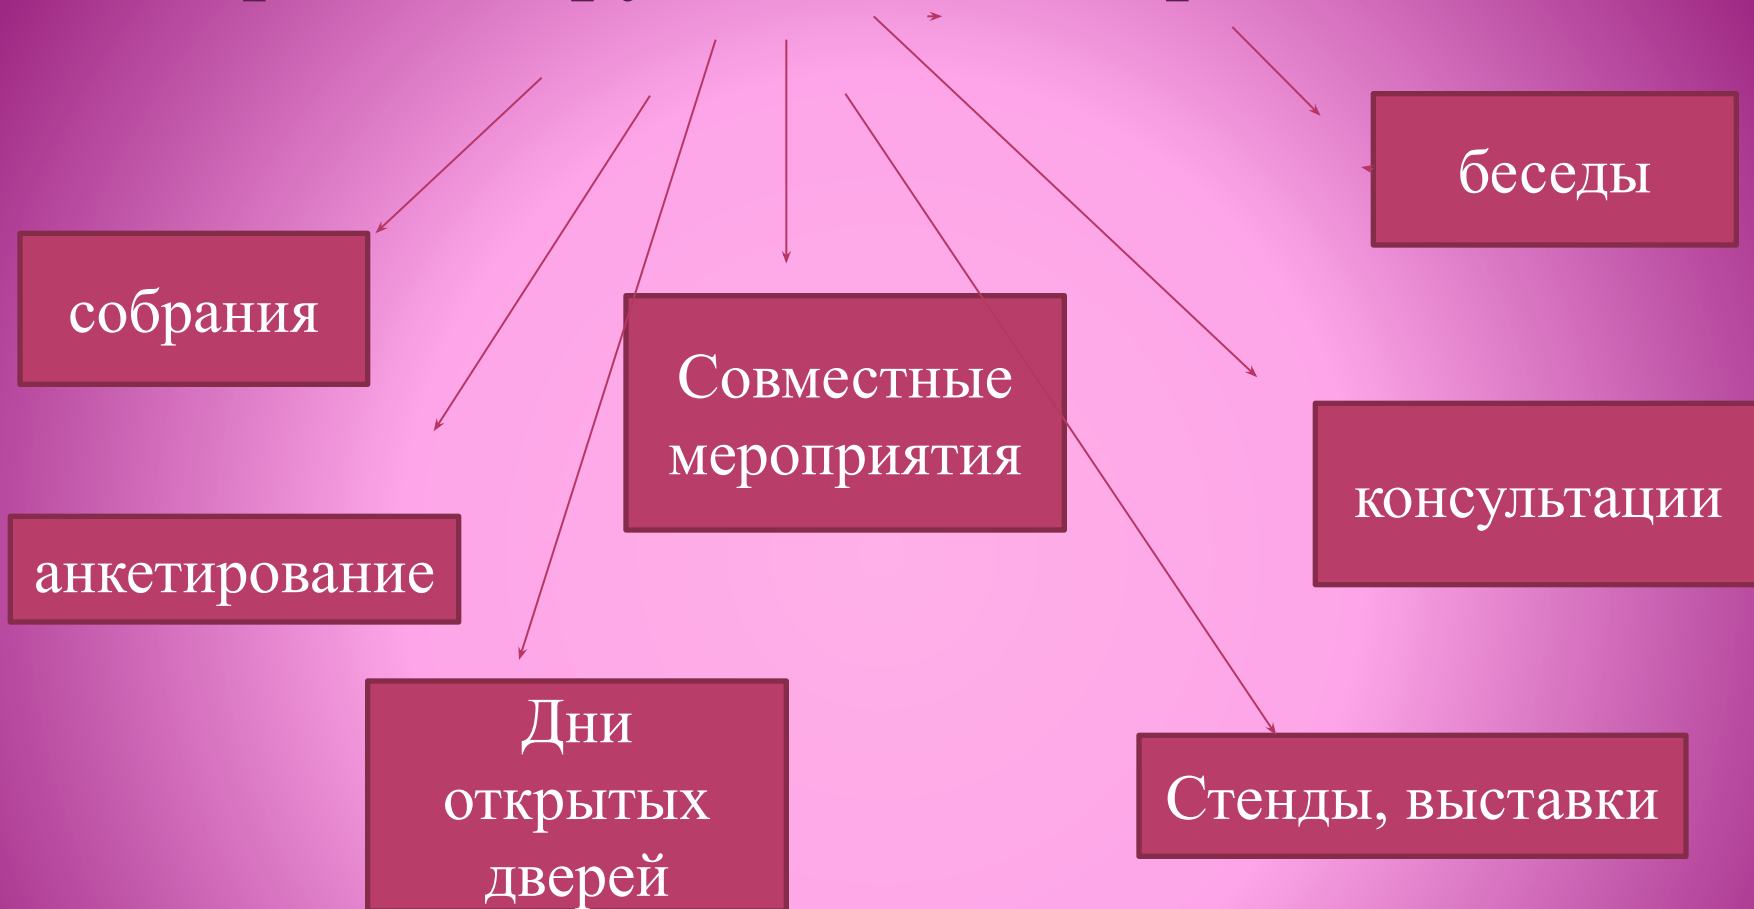 беседы
собрания
Совместные
мероприятия
консультации
анкетирование
Дни
открытых
дверей
Стенды, выставки